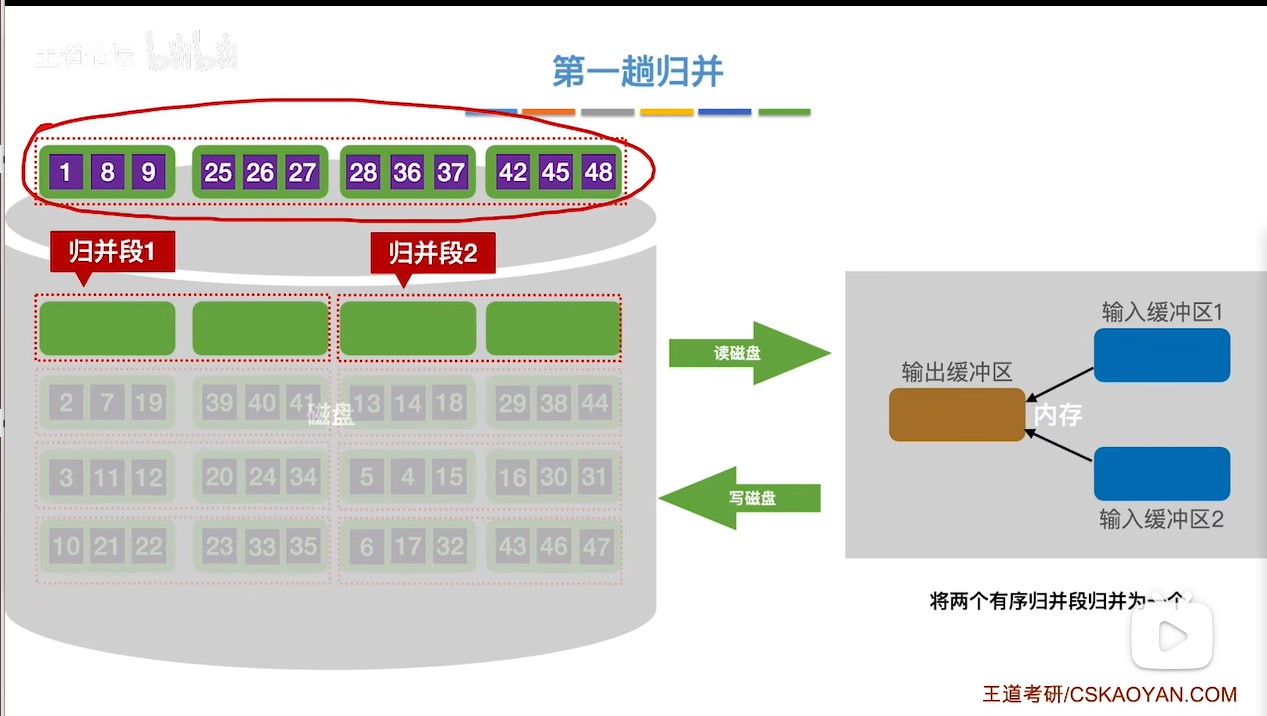 王道论坛 bilibili
第一趟归并
1 8 9 25 26 27 28 36 37 42 45 48
归并段1 归并段2
2 7 19 39 40 41 13 14 18 29 38 44
磁盘
3 11 12 20 24 34 5 4 15 16 30 31
10 21 22 23 33 35 6 17 32 43 46 47
读磁盘
写磁盘
输入缓冲区1
输出缓冲区
内存
输入缓冲区2
将两个有序归并段归并为一个
王道考研/CSKAOYAN.COM